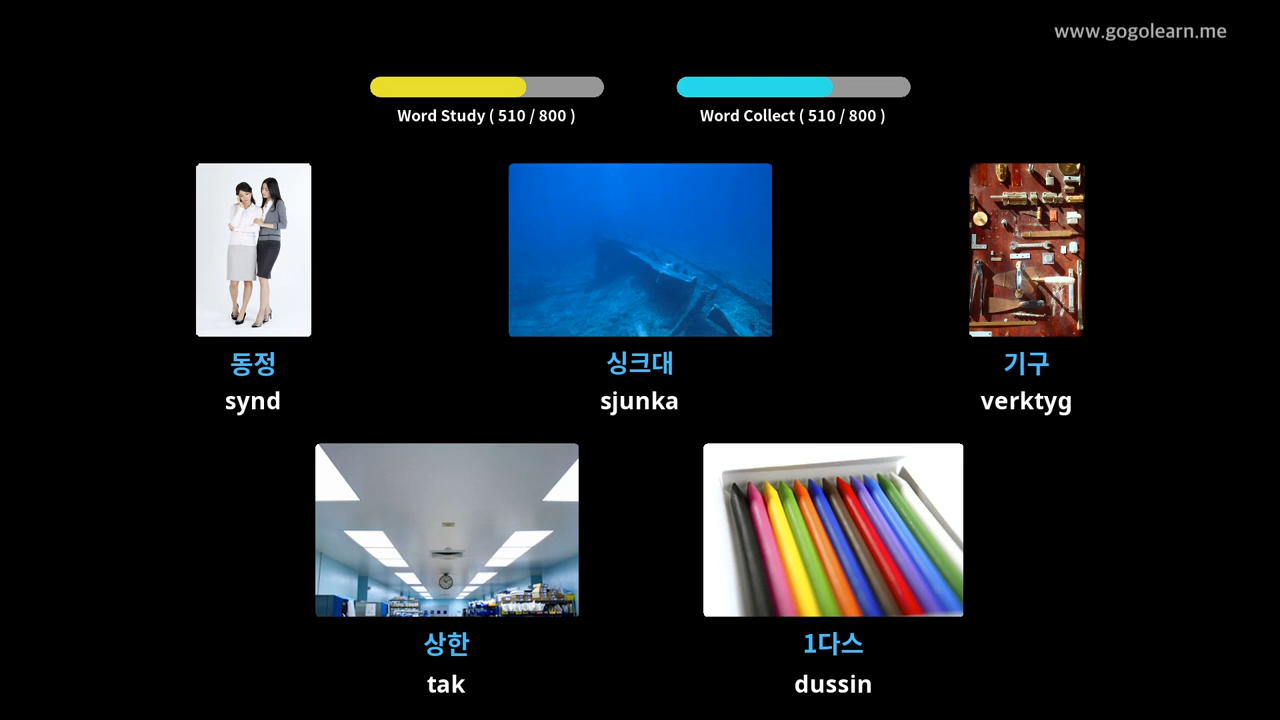 www.gogolearn.me
Word Study ( 510 / 800 )
Word Collect ( 510 / 800 )
동정
synd
싱크대
sjunka
기구
verktyg
상한
tak
1다스
dussin